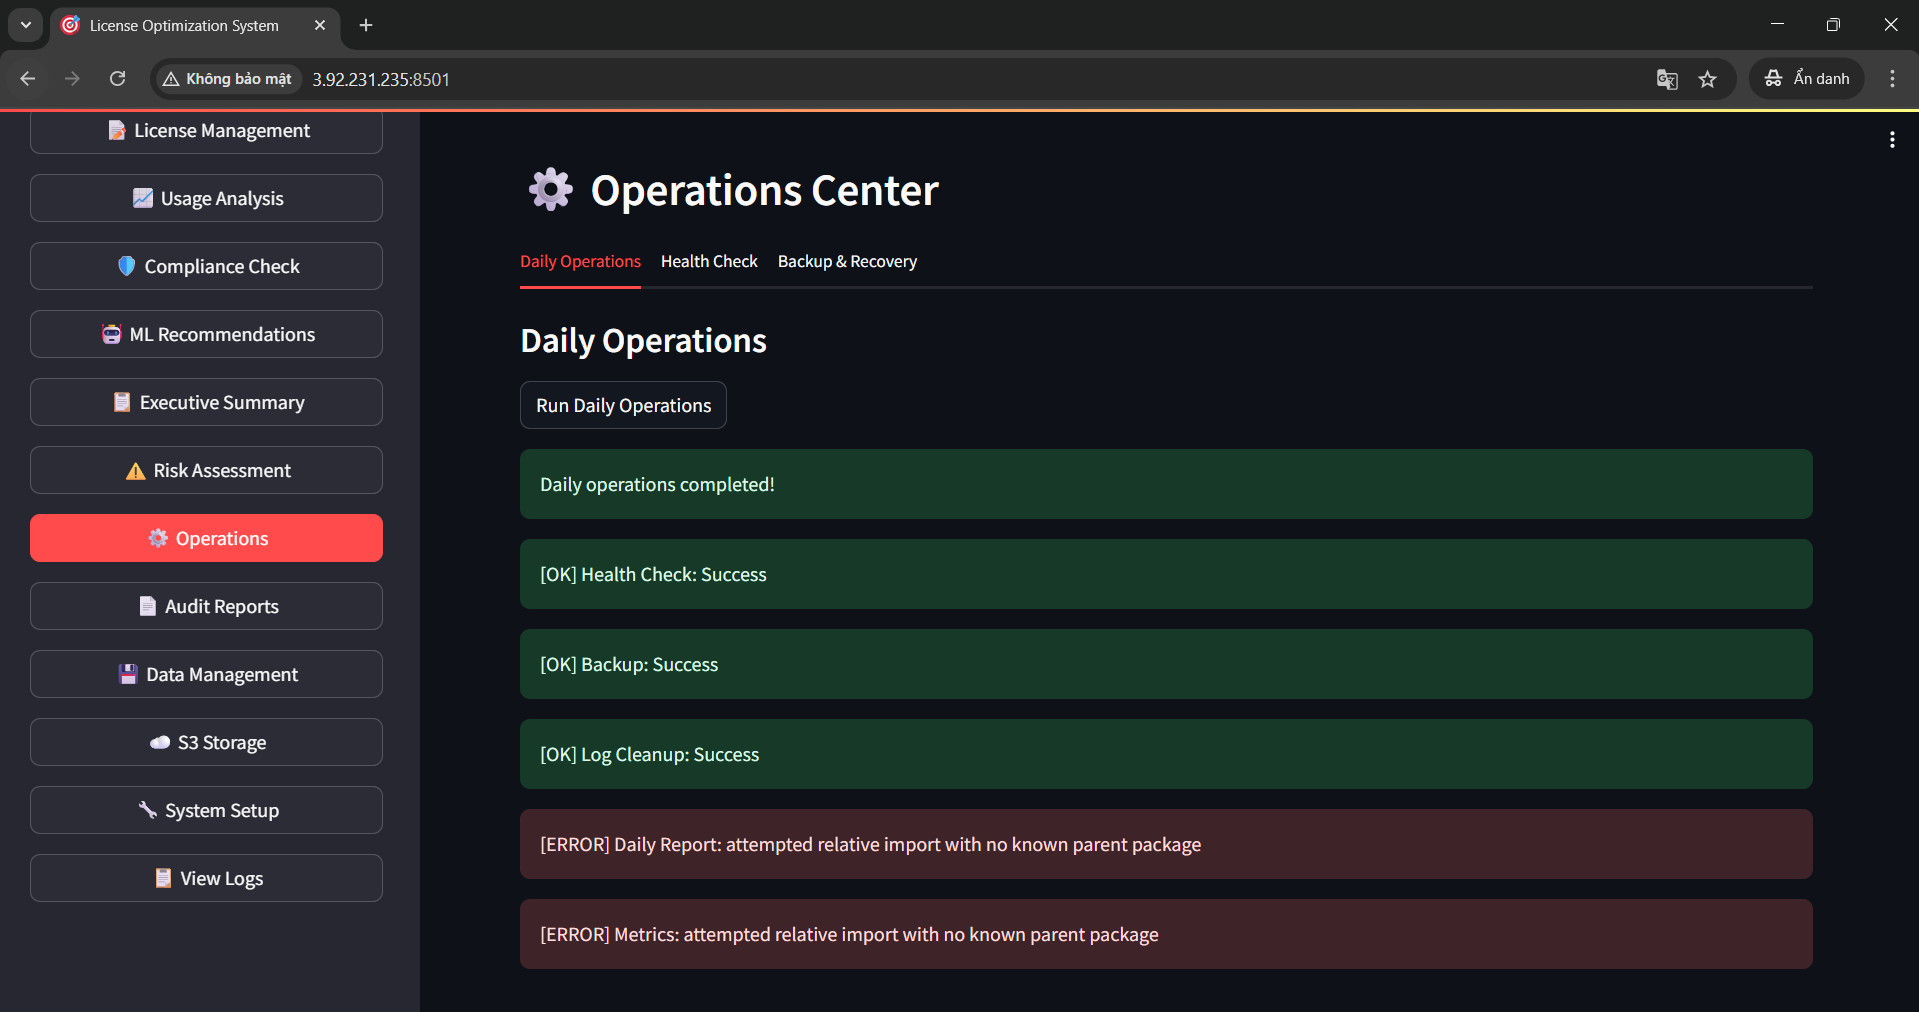 License Optimization System
Không bảo mật
3.92.231.235:8501
Ẩn danh
License Management
Usage Analysis
Compliance Check
ML Recommendations
Executive Summary
Risk Assessment
Operations
Audit Reports
Data Management
S3 Storage
System Setup
View Logs
Operations Center
Daily Operations Health Check Backup & Recovery
Daily Operations
Run Daily Operations
Daily operations completed!
[OK] Health Check: Success
[OK] Backup: Success
[OK] Log Cleanup: Success
[ERROR] Daily Report: attempted relative import with no known parent package
[ERROR] Metrics: attempted relative import with no known parent package